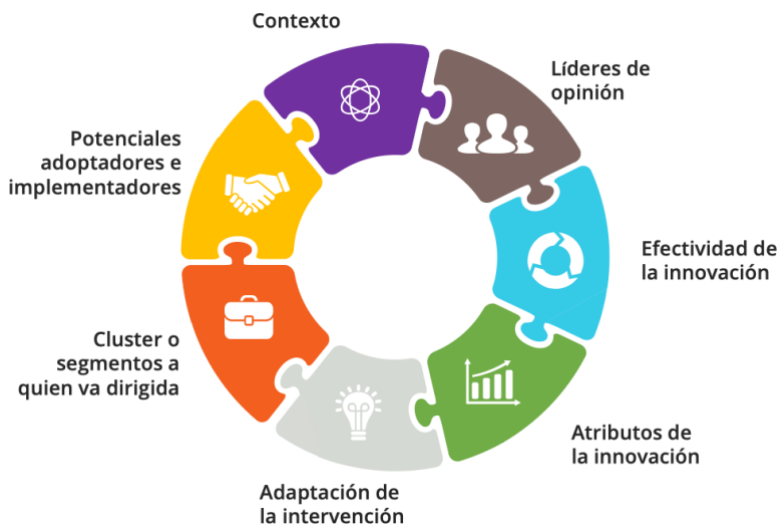 Contexto
Líderes de
opinión
Efectividad de
la innovación
Atributos de
la innovación
Adaptación de
la intervención
Cluster o
segmentos a
quien va dirigida
Potenciales
adoptadores e
implementadores